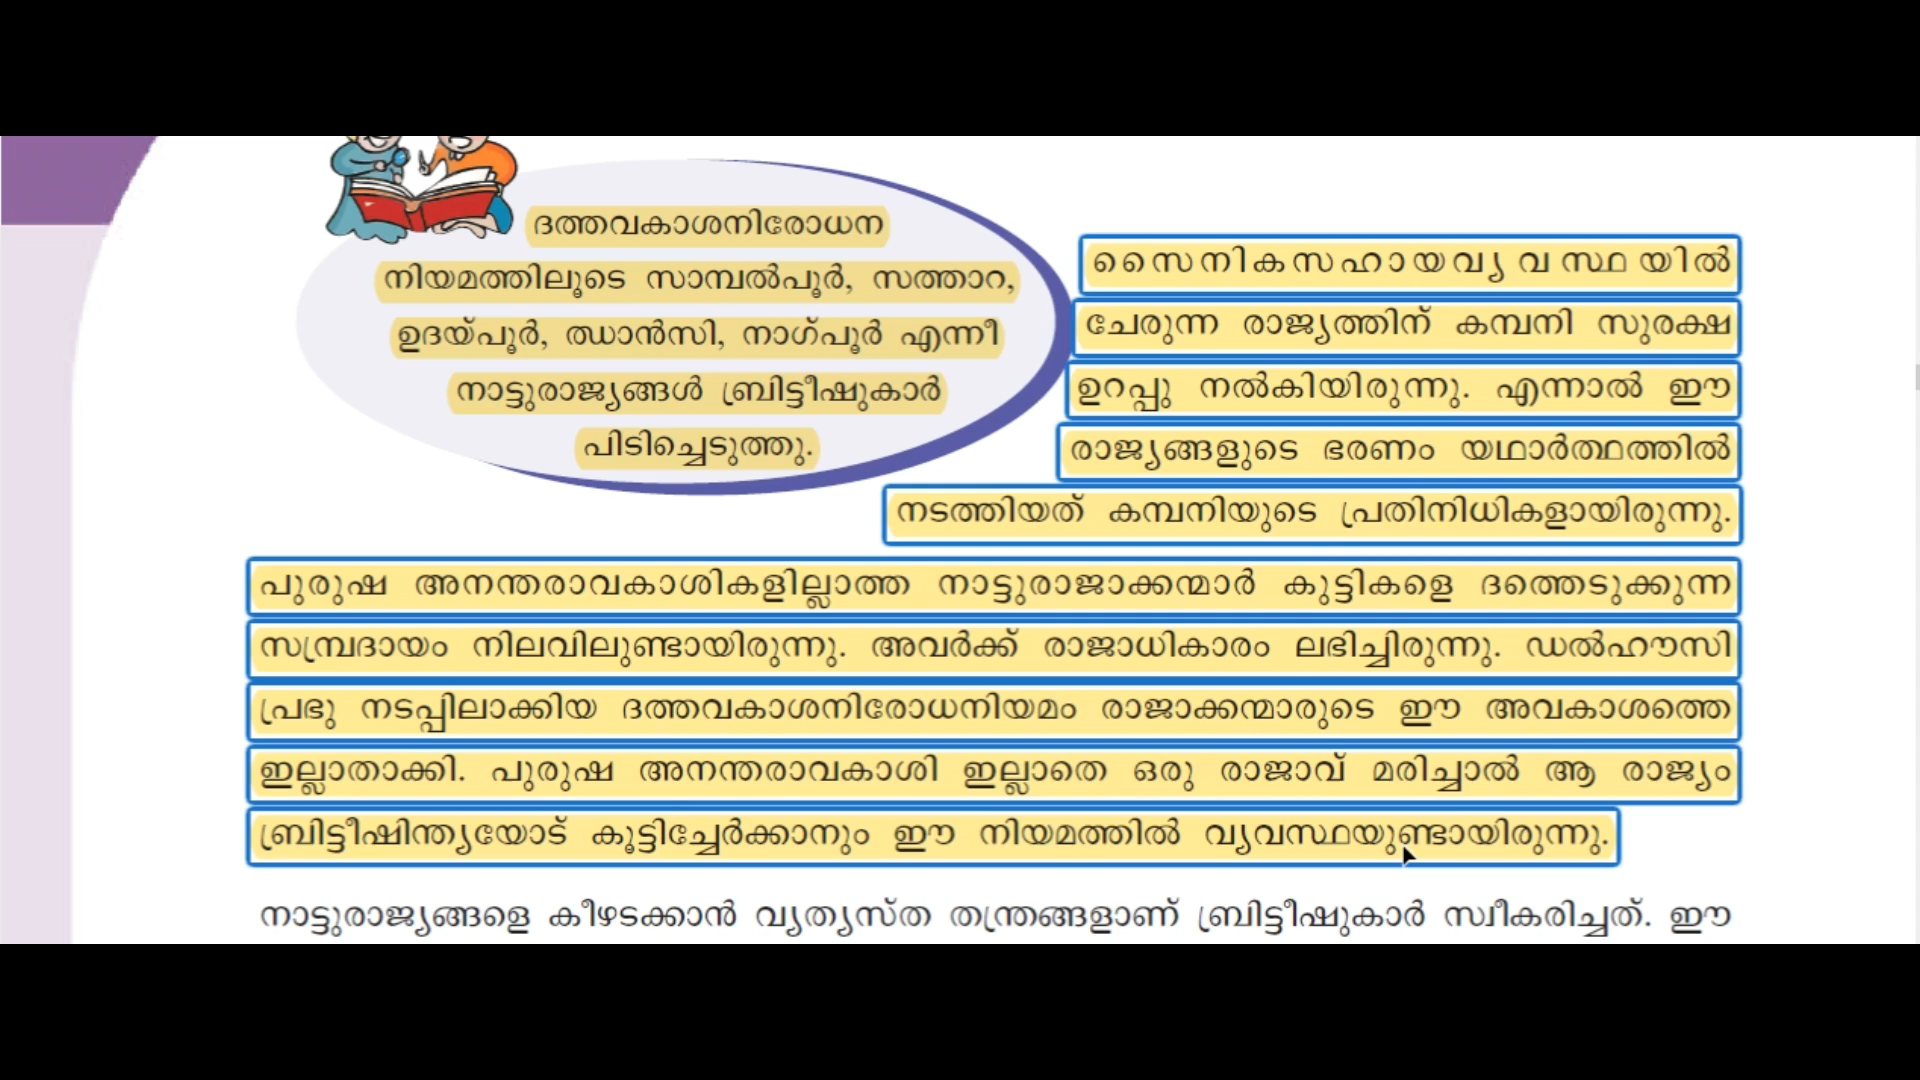 ദത്തവകാശനിരോധന
നിയമത്തിലൂടെ സാമ്പൽപൂർ, സത്താറ,
ഉദയ്പൂർ, ഝാൻസി, നാഗ്പൂർ എന്നീ
നാട്ടുരാജ്യങ്ങൾ ബ്രിട്ടീഷുകാർ
പിടിച്ചെടുത്തു.
സൈനികസഹായവ്യവസ്ഥയിൽ
ചേരുന്ന രാജ്യത്തിന് കമ്പനി സുരക്ഷ
ഉറപ്പു നൽകിയിരുന്നു. എന്നാൽ ഈ
രാജ്യങ്ങളുടെ ഭരണം യഥാർത്ഥത്തിൽ
നടത്തിയത് കമ്പനിയുടെ പ്രതിനിധികളായിരുന്നു.
പുരുഷ അനന്തരാവകാശികളില്ലാത്ത നാട്ടുരാജാക്കന്മാർ കുട്ടികളെ ദത്തെടുക്കുന്ന
സമ്പ്രദായം നിലവിലുണ്ടായിരുന്നു. അവർക്ക് രാജാധികാരം ലഭിച്ചിരുന്നു. ഡൽഹൗസി
പ്രഭു നടപ്പിലാക്കിയ ദത്തവകാശനിരോധനനിയമം രാജാക്കന്മാരുടെ ഈ അവകാശത്തെ
ഇല്ലാതാക്കി. പുരുഷ അനന്തരാവകാശി ഇല്ലാതെ ഒരു രാജാവ് മരിച്ചാൽ ആ രാജ്യം
ബ്രിട്ടീഷിന്ത്യയോട് കൂട്ടിച്ചേർക്കാനും ഈ നിയമത്തിൽ വ്യവസ്ഥയുണ്ടായിരുന്നു.
നാട്ടുരാജ്യങ്ങളെ കീഴടക്കാൻ വ്യത്യസ്ത തന്ത്രങ്ങളാണ് ബ്രിട്ടീഷുകാർ സ്വീകരിച്ചത്. ഈ